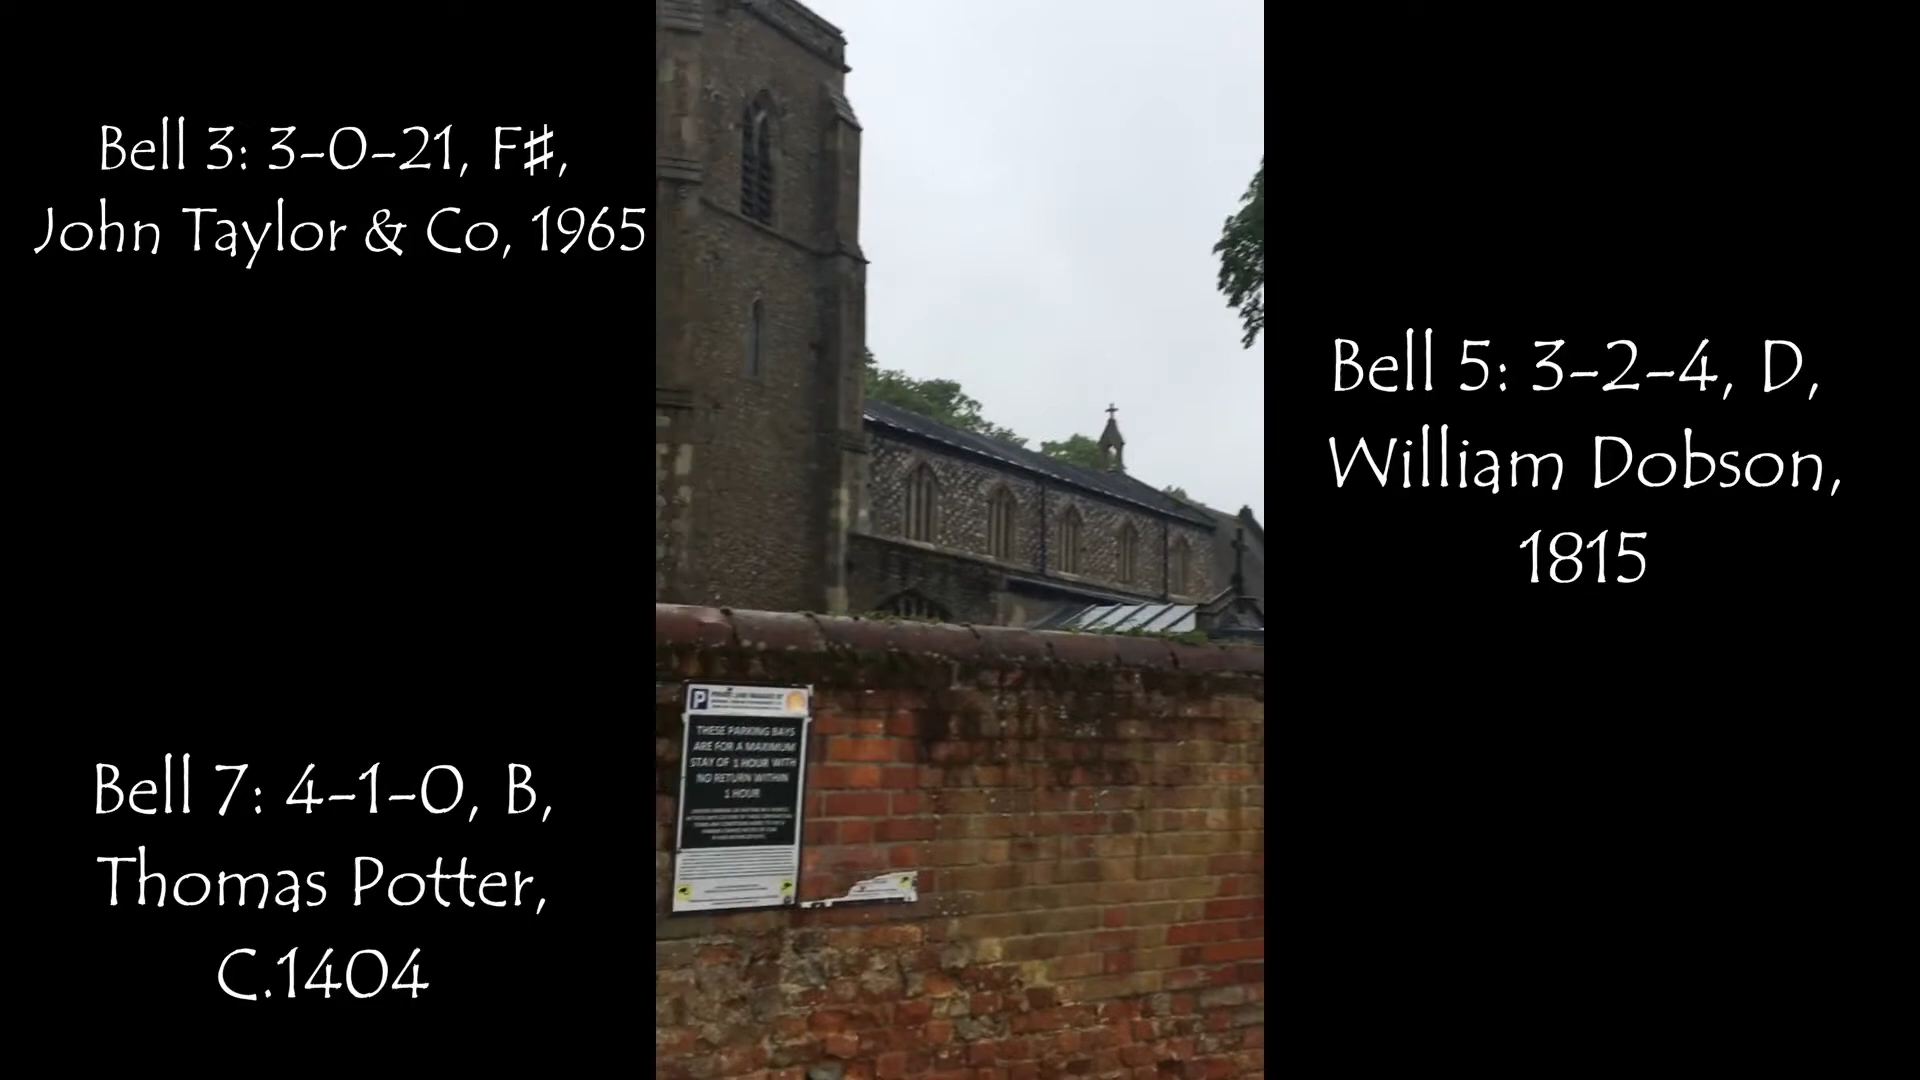 Bell 3: 3-0-21, F♯,
John Taylor & Co, 1965
Bell 5: 3-2-4, D,
William Dobson,
1815
Bell 7: 4-1-0, B,
Thomas Potter,
C.1404
P
THESE PARKING BAYS
ARE FOR A MAXIMUM
STAY OF 1 HOUR WITH
NO RETURN WITHIN
1 HOUR